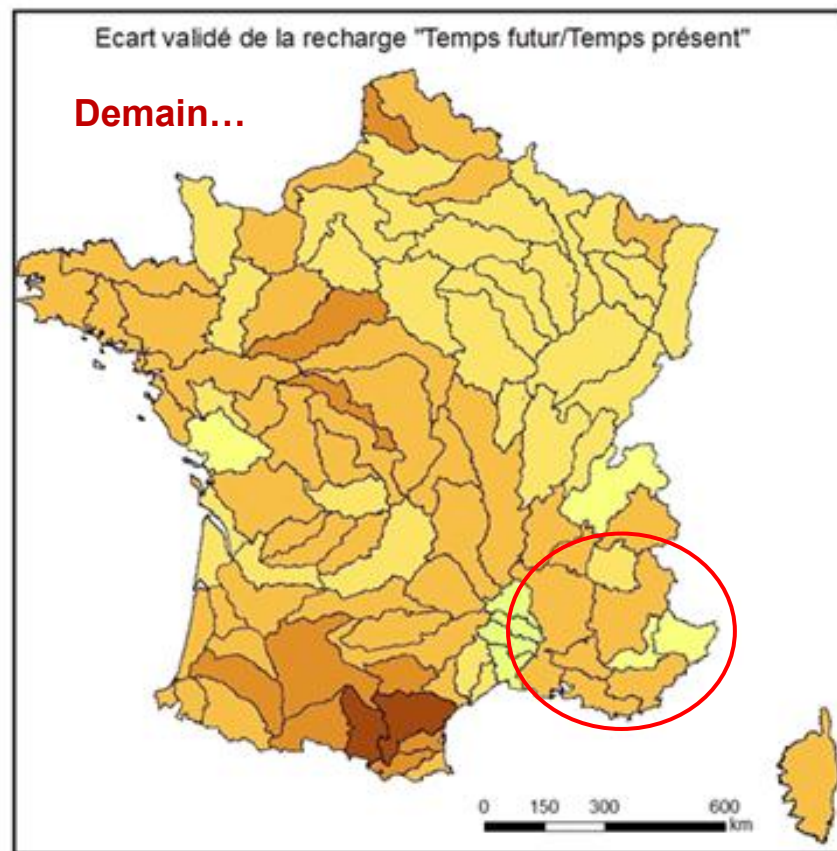 Ecart validé de la recharge "Temps futur/Temps présent"
Demain…
0 150 300 600
km